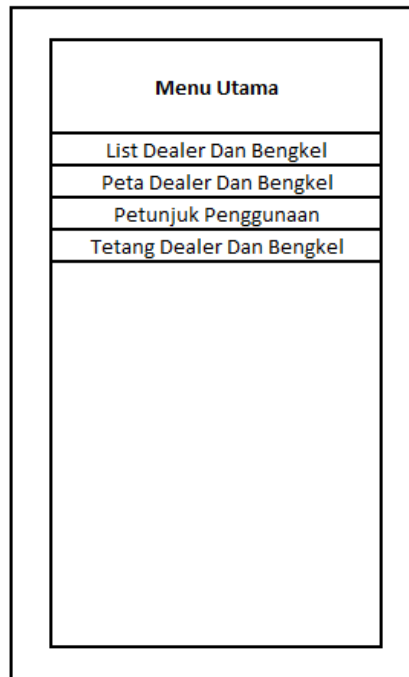 Menu Utama
List Dealer Dan Bengkel
Peta Dealer Dan Bengkel
Petunjuk Penggunaan
Tetang Dealer Dan Bengkel